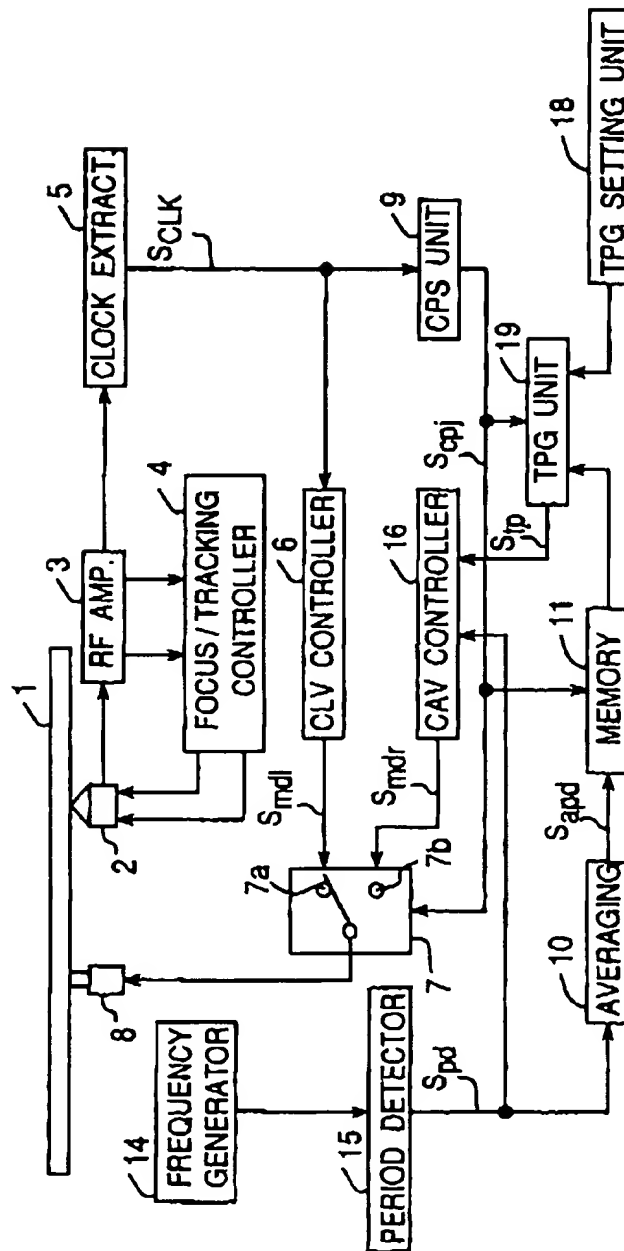 1
2
8
3
RF AMP.
4
FOCUS/TRACKING
CONTROLLER
5
CLOCK EXTRACT
SCLK
14
FREQUENCY
GENERATOR
15
PERIOD DETECTOR
Spd
7a
7b
7
Smdl
6
CLV CONTROLLER
Smdr
16
CAV CONTROLLER
9
CPS UNIT
Scpj
Stp
19
TPG UNIT
10
AVERAGING
Sapd
11
MEMORY
18
TPG SETTING UNIT